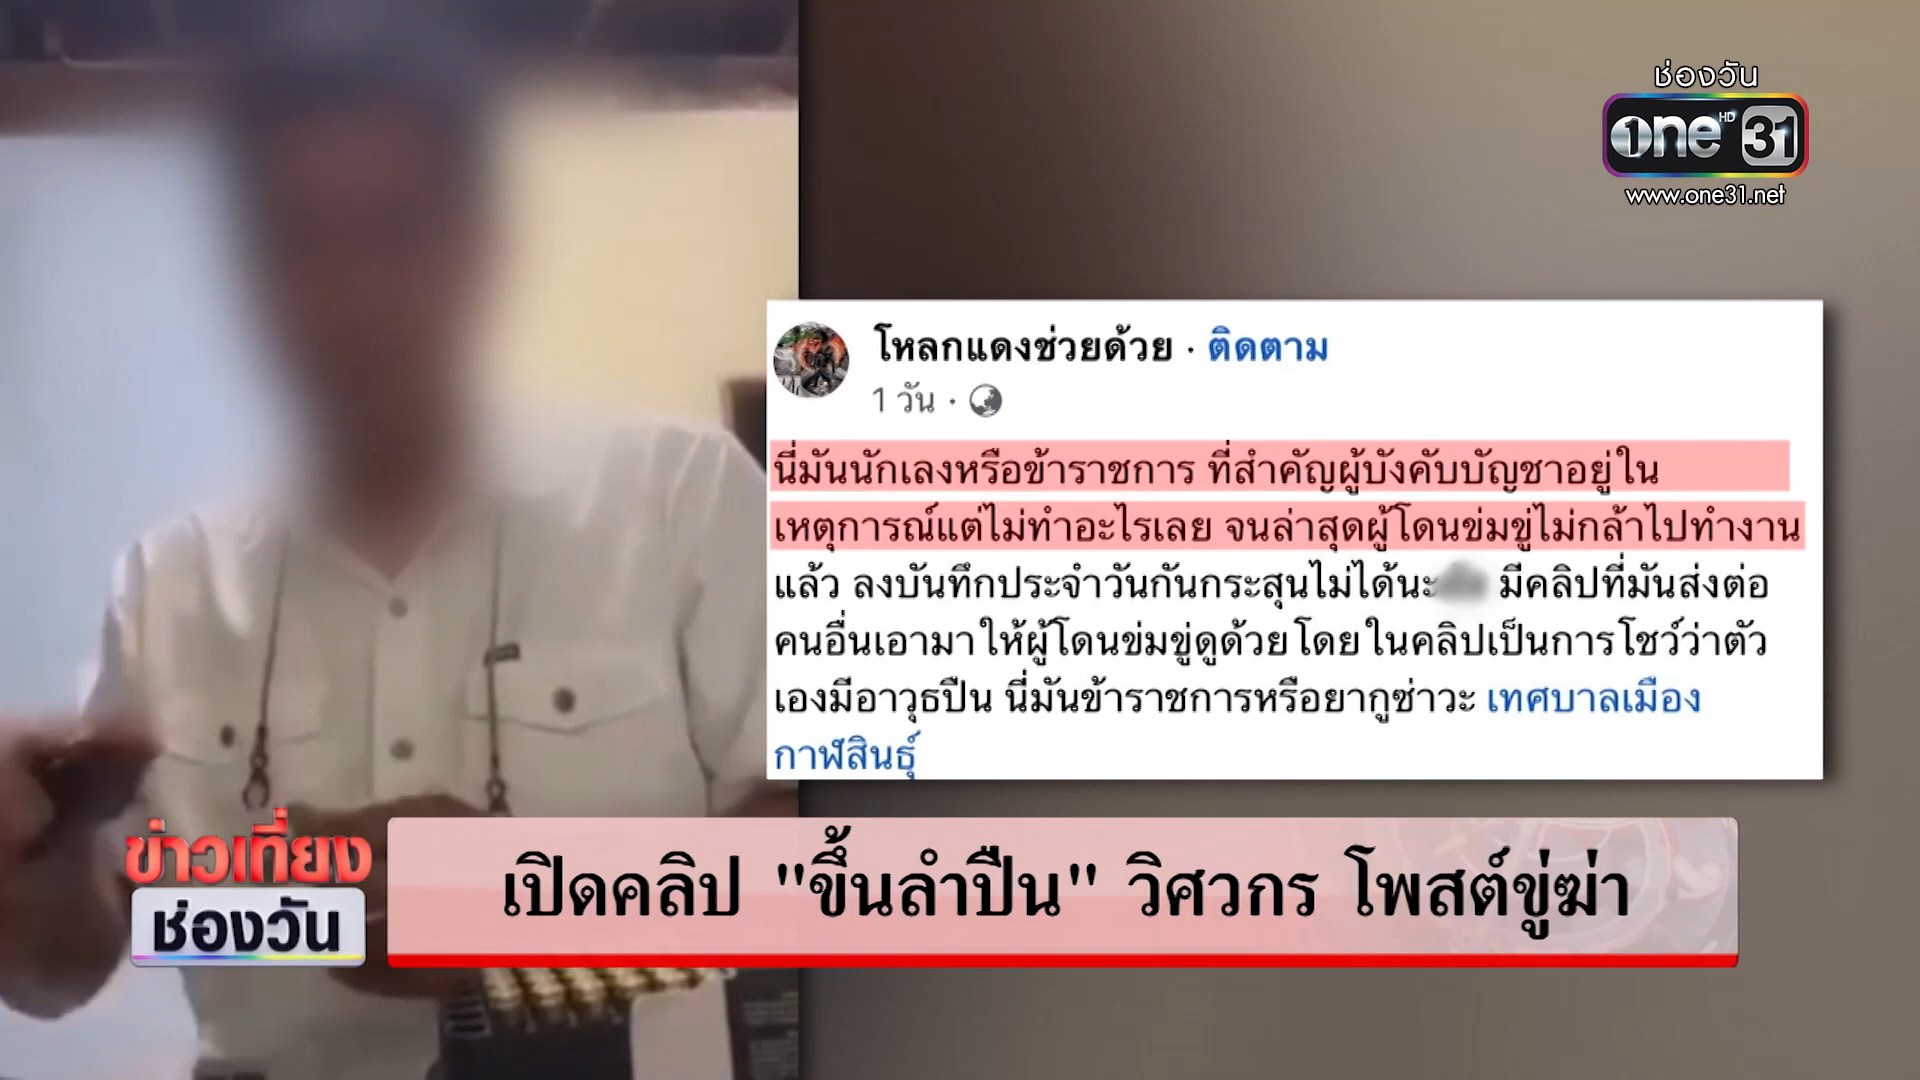 ช่องวัน
one HD 31
www.one31.net
โหลกแดงช่วยด้วย · ติดตาม
1 วัน ·
นี่มันนักเลงหรือข้าราชการ ที่สำคัญผู้บังคับบัญชาอยู่ใน
เหตุการณ์แต่ไม่ทำอะไรเลย จนล่าสุดผู้โดนข่มขู่ไม่กล้าไปทำงาน
แล้ว ลงบันทึกประจำวันกันกระสุนไม่ได้นะ มีคลิปที่มันส่งต่อ
คนอื่นเอามาให้ผู้โดนข่มขู่ดูด้วยโดยในคลิปเป็นการโชว์ว่าตัว
เองมีอาวุธปืน นี่มันข้าราชการหรือยากูซ่าวะ เทศบาลเมือง
กาฬสินธุ์
ข่าวเที่ยง
ช่องวัน
เปิดคลิป "ขึ้นลำปืน" วิศวกร โพสต์ขู่ฆ่า